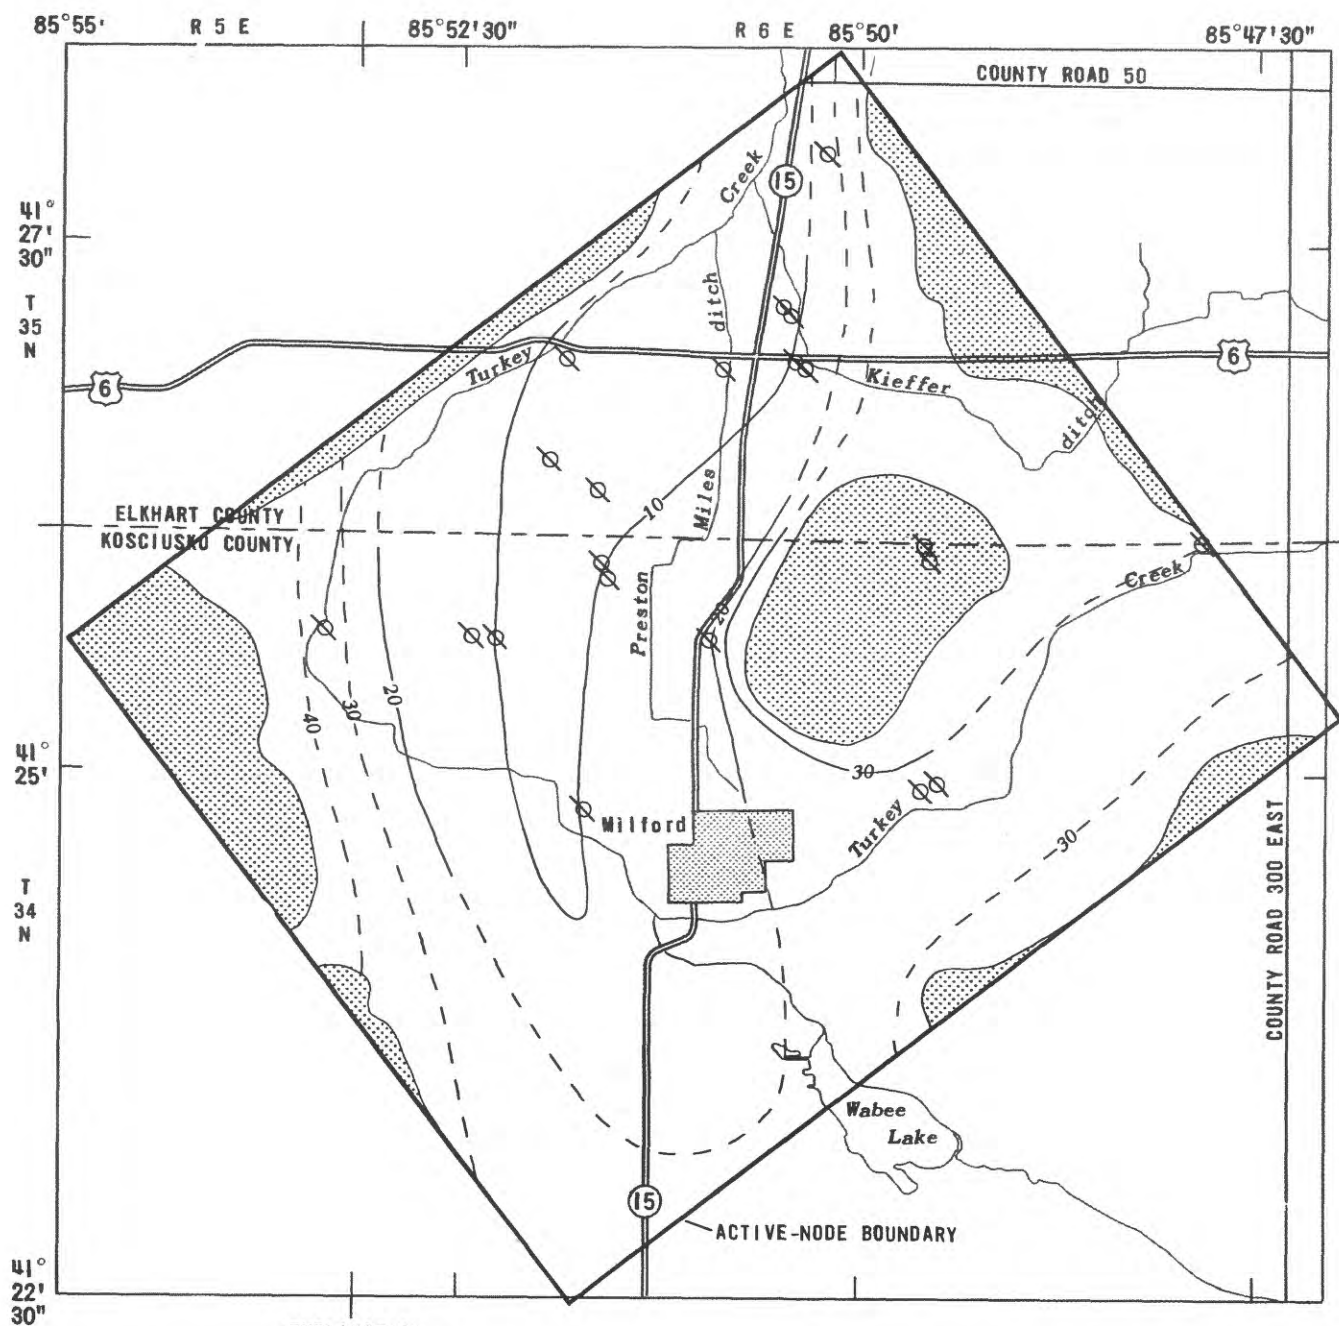 85°55' R 5 E 85°52'30" R 6 E 85°50' 85°47'30"
COUNTY ROAD 50
15
Creek
41°
27'
30"
T
35
N
ditch
Turkey
6
6
Kieffer
ditch
Miles
10
ELKHART COUNTY
KOSCIUSKO COUNTY
Creek
20
Preston
20
30
40
30
41°
25'
Milford
Turkey
30
T
34
N
COUNTY ROAD 300 EAST
Wabee
Lake
15
ACTIVE-NODE BOUNDARY
41°
22'
30"